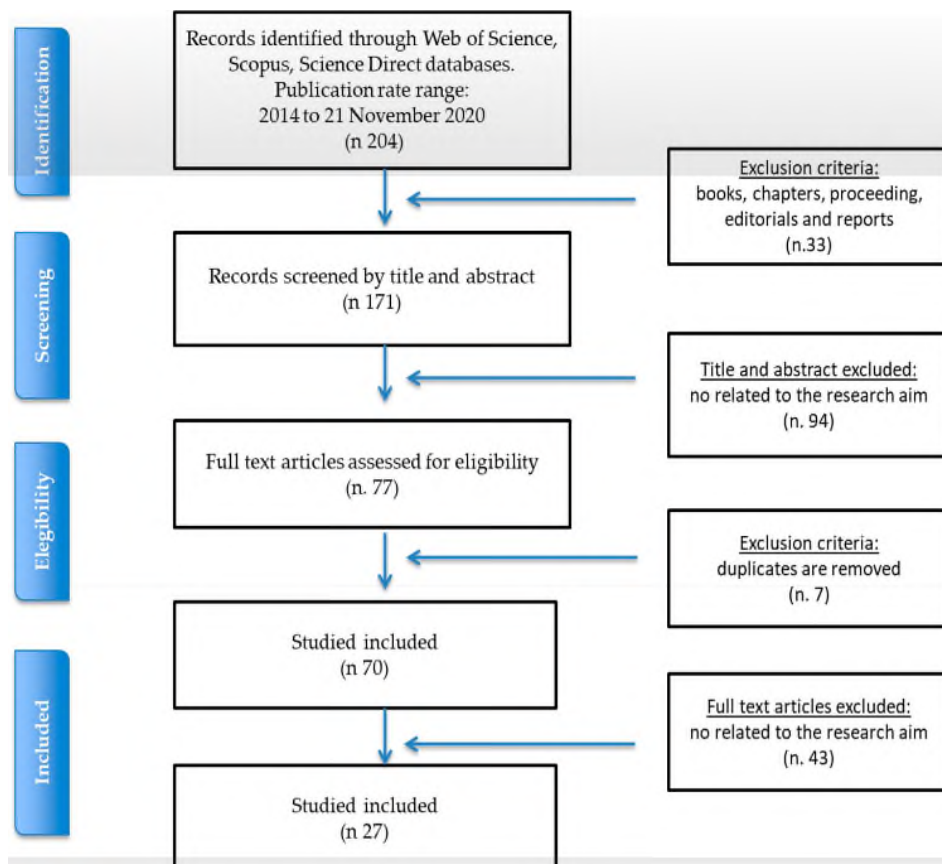 Identification
Records identified through Web of Science,
Scopus, Science Direct databases.
Publication rate range:
2014 to 21 November 2020
(n 204)
Exclusion criteria:
books, chapters, proceeding,
editorials and reports
(n.33)
Screening
Records screened by title and abstract
(n 171)
Title and abstract excluded:
no related to the research aim
(n. 94)
Elegibility
Full text articles assessed for eligibility
(n. 77)
Exclusion criteria:
duplicates are removed
(n. 7)
Included
Studied included
(n 70)
Full text articles excluded:
no related to the research aim
(n. 43)
Studied included
(n 27)